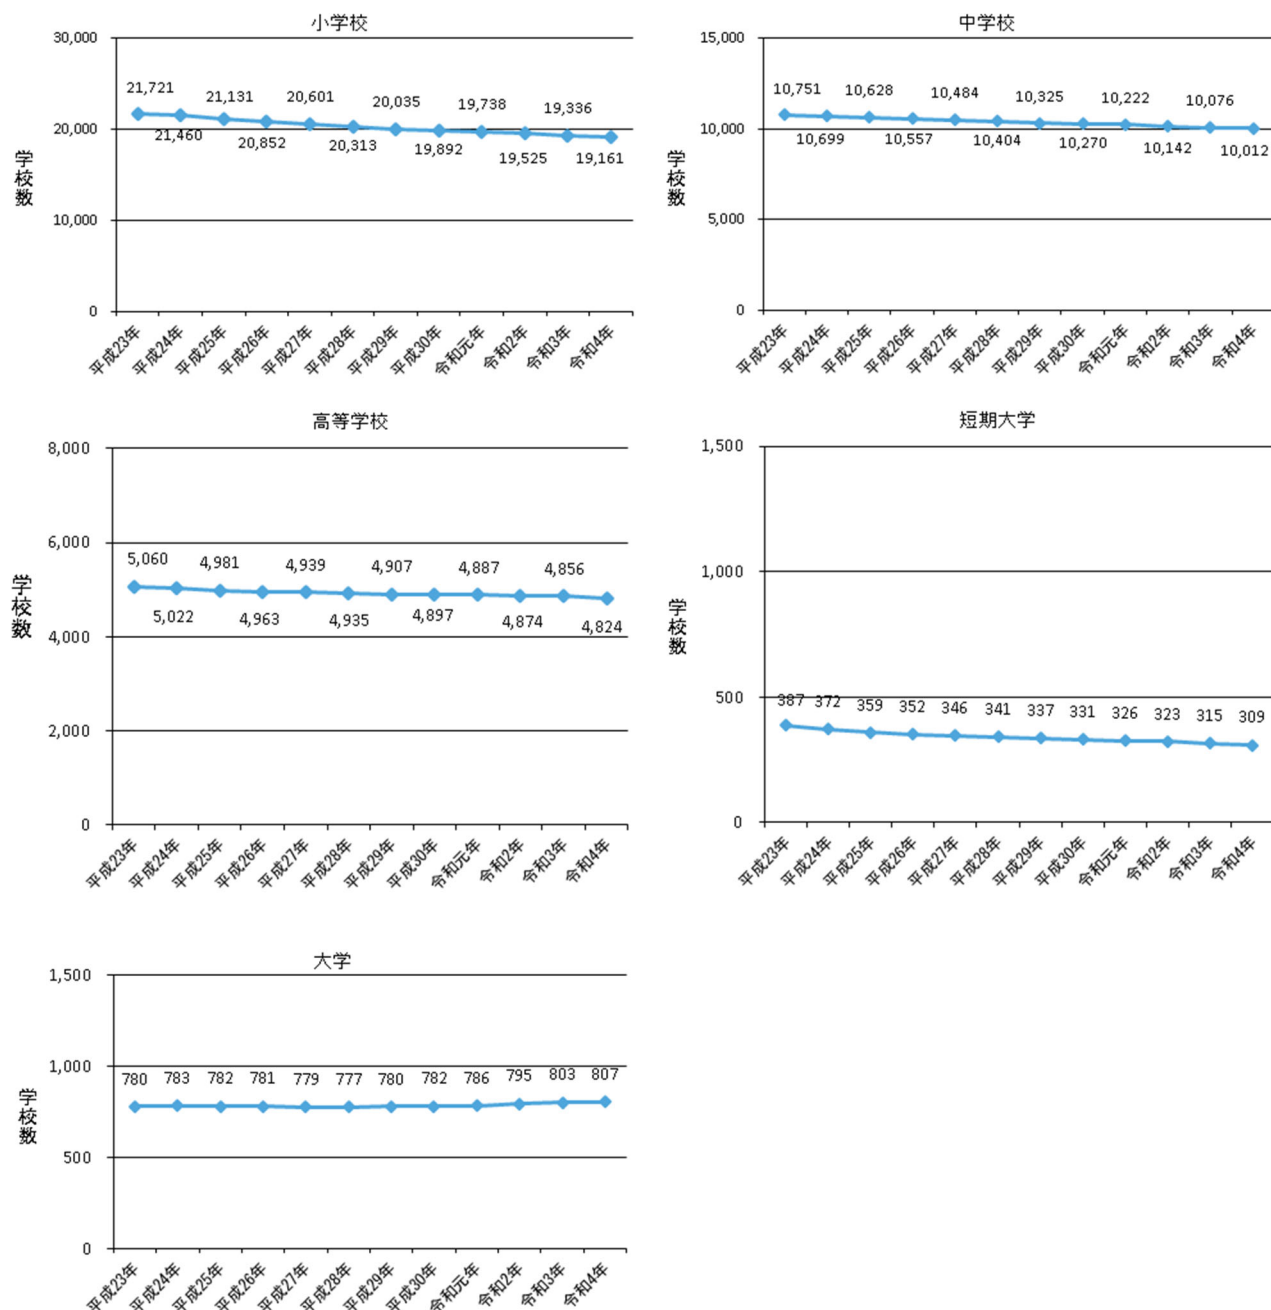 小学校
30,000
20,000
10,000
0
学校数
21,721
21,460
21,131
20,852
20,601
20,313
20,035
19,892
19,738
19,525
19,336
19,161
平成23年
平成24年
平成25年
平成26年
平成27年
平成28年
平成29年
平成30年
令和元年
令和2年
令和3年
令和4年
中学校
15,000
10,000
5,000
0
学校数
10,751
10,699
10,628
10,557
10,484
10,404
10,325
10,270
10,222
10,142
10,076
10,012
平成23年
平成24年
平成25年
平成26年
平成27年
平成28年
平成29年
平成30年
令和元年
令和2年
令和3年
令和4年
高等学校
8,000
6,000
4,000
2,000
0
学校数
5,060
5,022
4,981
4,963
4,939
4,935
4,907
4,897
4,887
4,874
4,856
4,824
平成23年
平成24年
平成25年
平成26年
平成27年
平成28年
平成29年
平成30年
令和元年
令和2年
令和3年
令和4年
短期大学
1,500
1,000
500
0
学校数
387
372
359
352
346
341
337
331
326
323
315
309
平成23年
平成24年
平成25年
平成26年
平成27年
平成28年
平成29年
平成30年
令和元年
令和2年
令和3年
令和4年
大学
1,500
1,000
500
0
学校数
780
783
782
781
779
777
780
782
786
795
803
807
平成23年
平成24年
平成25年
平成26年
平成27年
平成28年
平成29年
平成30年
令和元年
令和2年
令和3年
令和4年